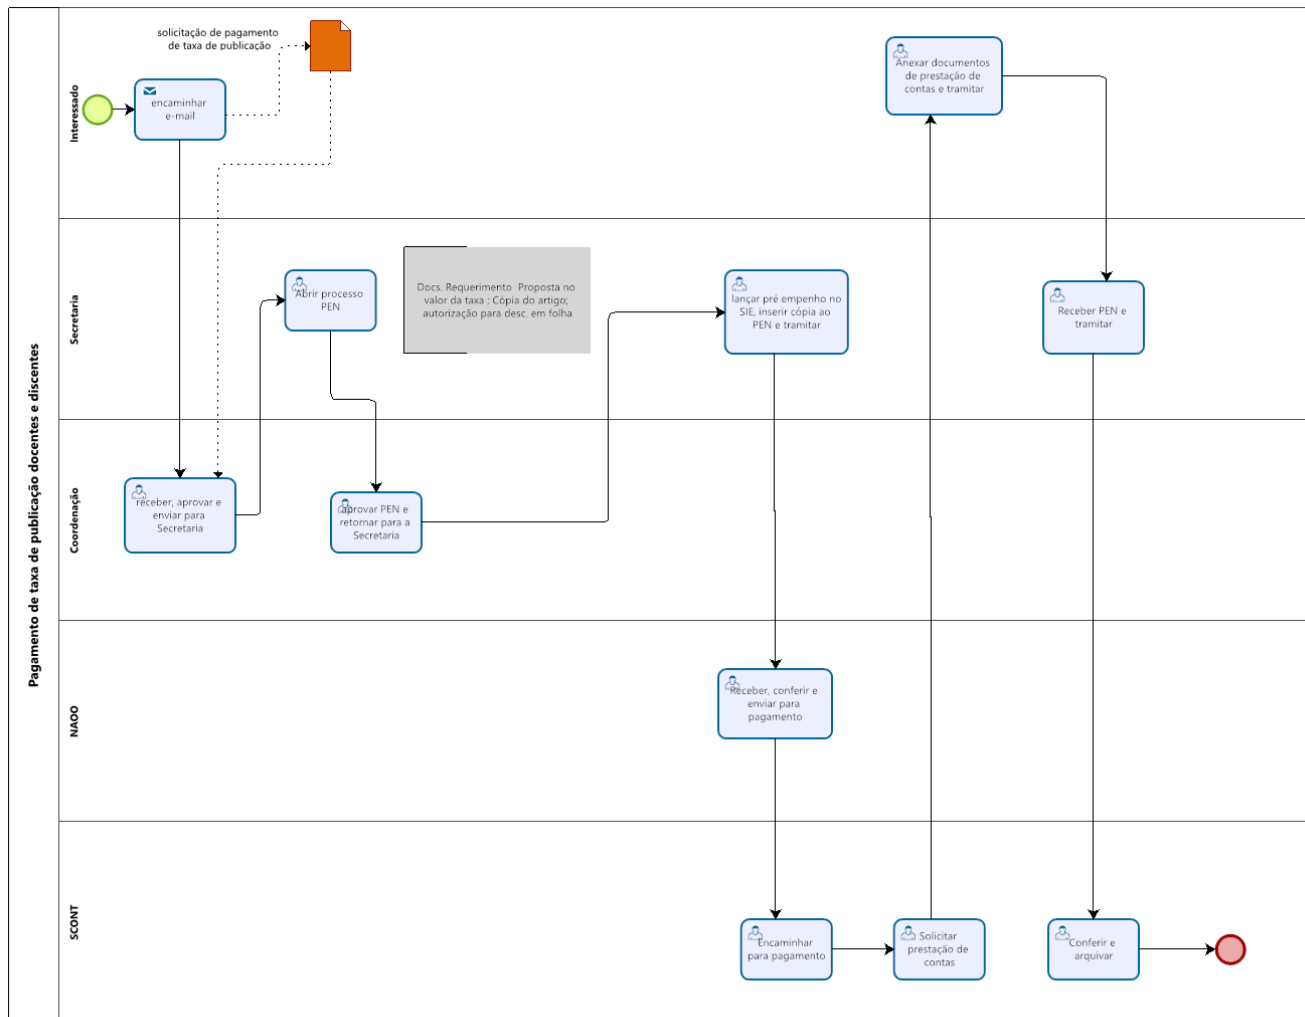 Pagamento de taxa de publicação docentes e discentes
Interessado
solicitação de pagamento
de taxa de publicação
encaminhar
e-mail
Anexar documentos
de prestação de
contas e tramitar
Secretaria
Abrir processo
PEN
Docs. Requerimento Proposta no
valor da taxa ; Cópia do artigo;
autorização para desc. em folha
lançar pré empenho no
SIE, inserir cópia ao
PEN e tramitar
Receber PEN e
tramitar
Coordenação
receber, aprovar e
enviar para
Secretaria
aprovar PEN e
retornar para a
Secretaria
NAOO
Receber, conferir e
enviar para
pagamento
SCONT
Encaminhar
para pagamento
Solicitar
prestação de
contas
Conferir e
arquivar